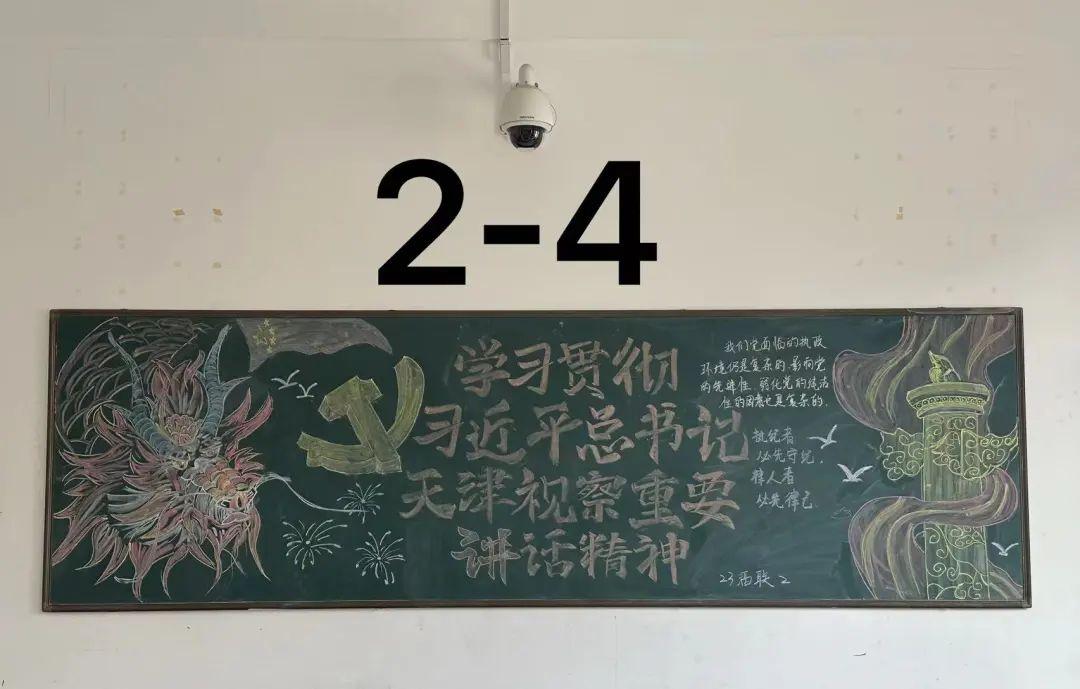 2-4
学习贯彻
习近平总书记
天津视察重要
讲话精神
我们党面临的执政
环境仍是复杂的,影响党
的先进性、弱化党的纯洁
性的因素也是复杂的.
执纪者
必先守纪,
律人者
必先律己.
23西联2